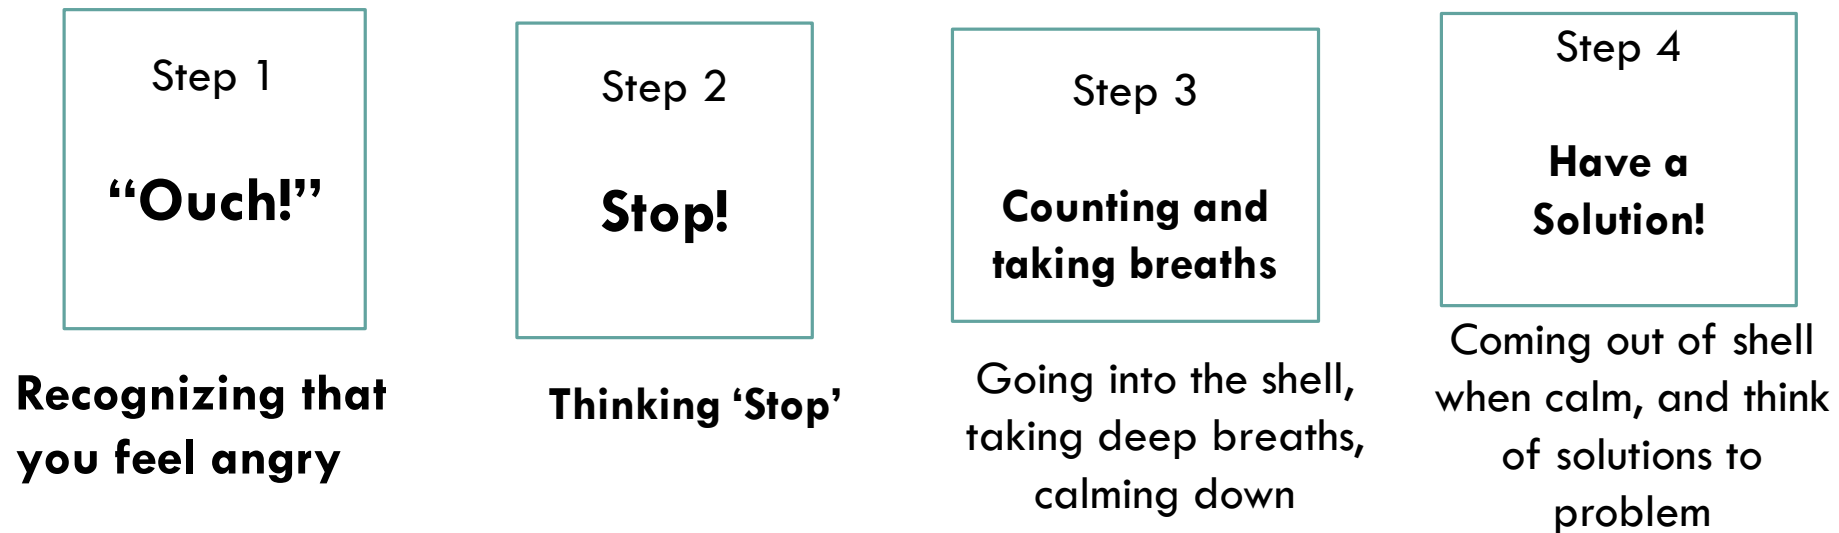 Step 1
“Ouch!”
Recognizing that
you feel angry
Step 2
Stop!
Thinking ‘Stop’
Step 3
Counting and
taking breaths
Going into the shell,
taking deep breaths,
calming down
Step 4
Have a
Solution!
Coming out of shell
when calm, and think
of solutions to
problem